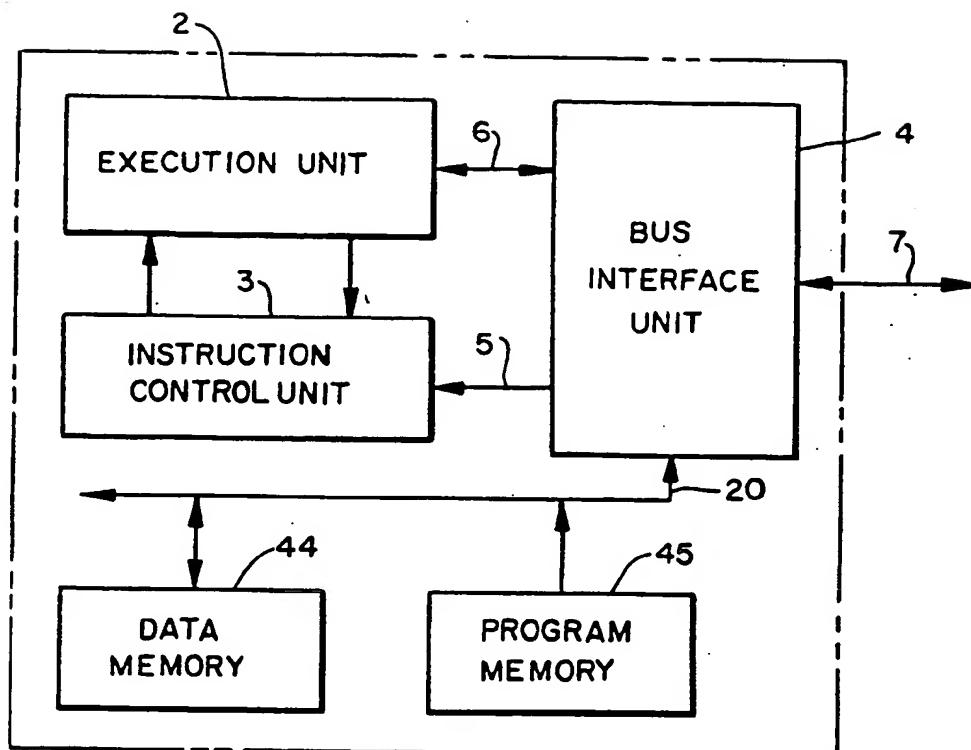 2
EXECUTION UNIT
6
4
BUS
INTERFACE
UNIT
7
3
INSTRUCTION
CONTROL UNIT
5
20
44
45
DATA
MEMORY
PROGRAM
MEMORY